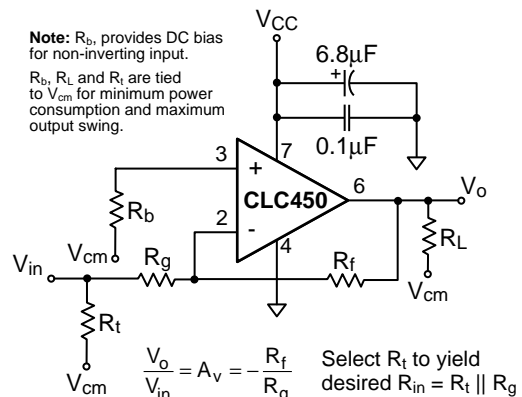 Note: Rb, provides DC bias
for non-inverting input.
Rb, RL and Rt are tied
to Vcm for minimum power
consumption and maximum
output swing.
VCC
6.8µF
+
0.1µF
3
7
+
CLC450
6
Vo
Rb
2
-
4
RL
Vcm
Vin
Rg
Rf
Vcm
Rt
Vcm
Vo/Vin = Av = -Rf/Rg
Select Rt to yield
desired Rin = Rt || Rg